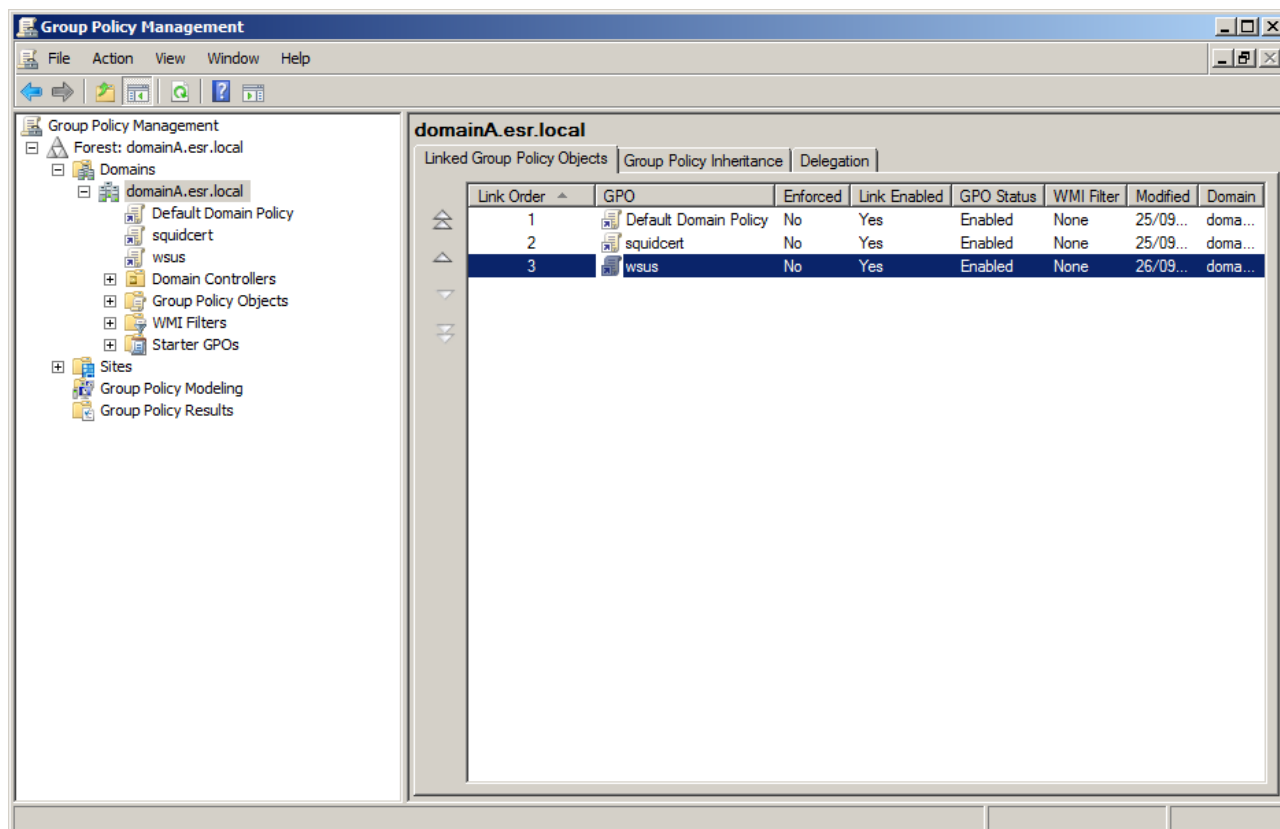 Group Policy Management
File Action View Window Help
Group Policy Management
Forest: domainA.esr.local
Domains
domainA.esr.local
Default Domain Policy
squidcert
wsus
Domain Controllers
Group Policy Objects
WMI Filters
Starter GPOs
Sites
Group Policy Modeling
Group Policy Results
domainA.esr.local
Linked Group Policy Objects Group Policy Inheritance Delegation
Link Order GPO Enforced Link Enabled GPO Status WMI Filter Modified Domain
1 Default Domain Policy No Yes Enabled None 25/09... doma...
2 squidcert No Yes Enabled None 25/09... doma...
3 wsus No Yes Enabled None 26/09... doma...